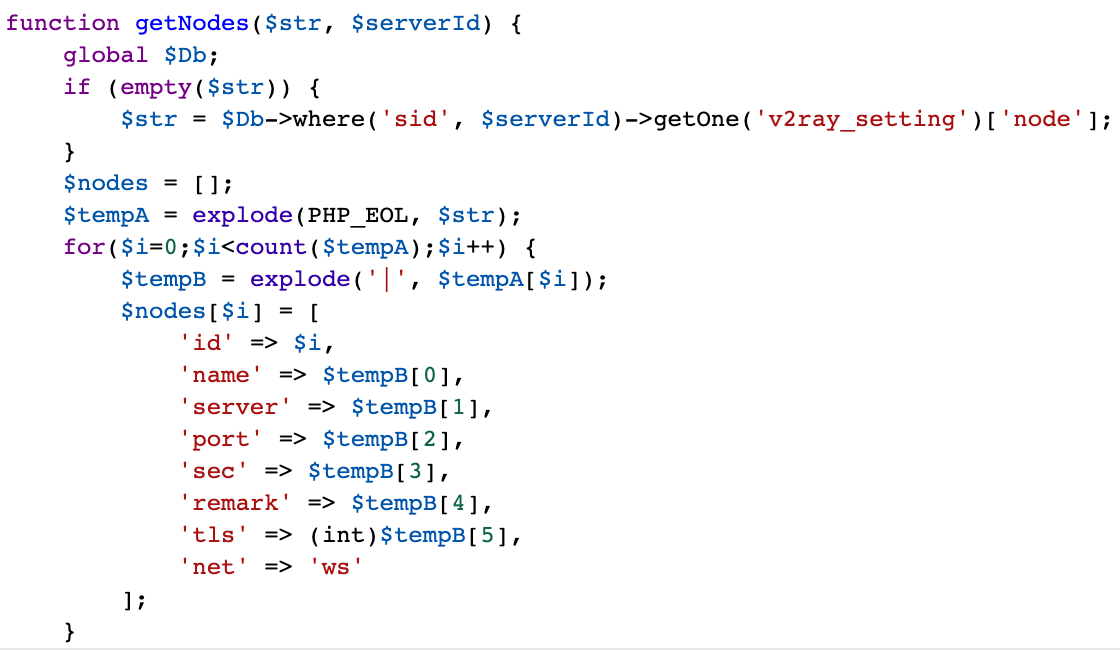 function getNodes($str, $serverId) {
    global $Db;
    if (empty($str)) {
        $str = $Db->where('sid', $serverId)->getOne('v2ray_setting')['node'];
    }
    $nodes = [];
    $tempA = explode(PHP_EOL, $str);
    for($i=0;$i<count($tempA);$i++) {
        $tempB = explode('|', $tempA[$i]);
        $nodes[$i] = [
            'id' => $i,
            'name' => $tempB[0],
            'server' => $tempB[1],
            'port' => $tempB[2],
            'sec' => $tempB[3],
            'remark' => $tempB[4],
            'tls' => (int)$tempB[5],
            'net' => 'ws'
        ];
    }